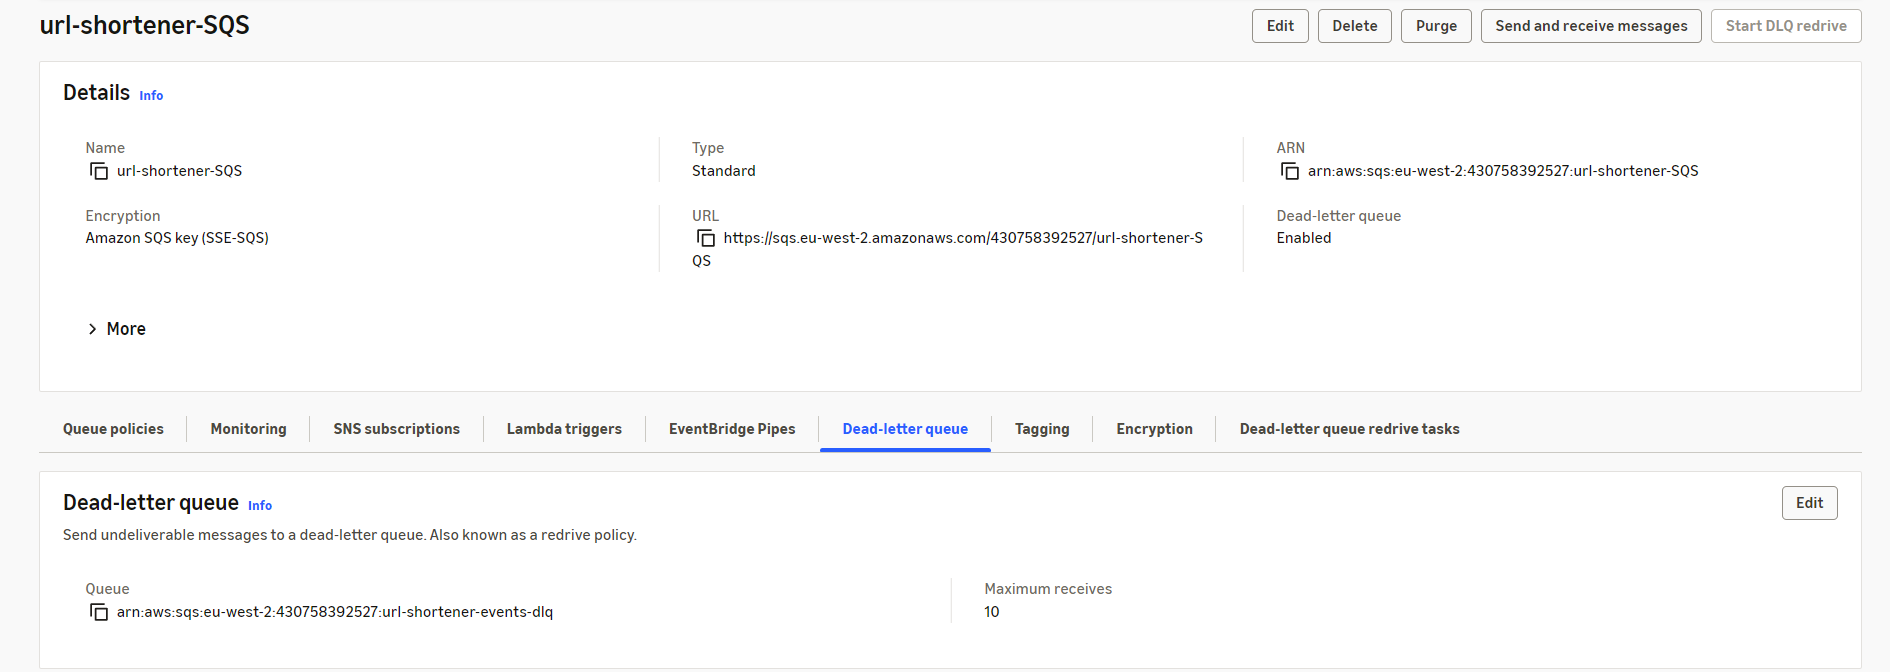 url-shortener-SQS
Edit Delete Purge Send and receive messages Start DLQ redrive
Details Info
Name Type ARN
url-shortener-SQS Standard arn:aws:sqs:eu-west-2:430758392527:url-shortener-SQS
Encryption URL Dead-letter queue
Amazon SQS key (SSE-SQS) https://sqs.eu-west-2.amazonaws.com/430758392527/url-shortener-S Enabled
QS
More
Queue policies Monitoring SNS subscriptions Lambda triggers EventBridge Pipes Dead-letter queue Tagging Encryption Dead-letter queue redrive tasks
Dead-letter queue Info Edit
Send undeliverable messages to a dead-letter queue. Also known as a redrive policy.
Queue Maximum receives
arn:aws:sqs:eu-west-2:430758392527:url-shortener-events-dlq 10